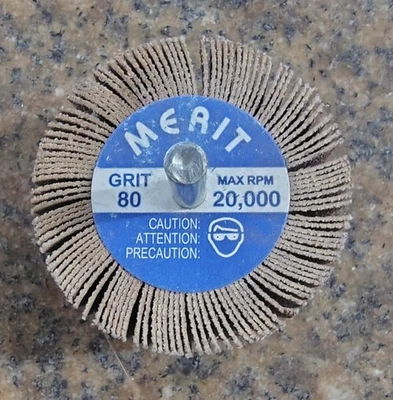 MERIT
GRIT 80
MAX RPM 20,000
CAUTION:
ATTENTION:
PRECAUTION: